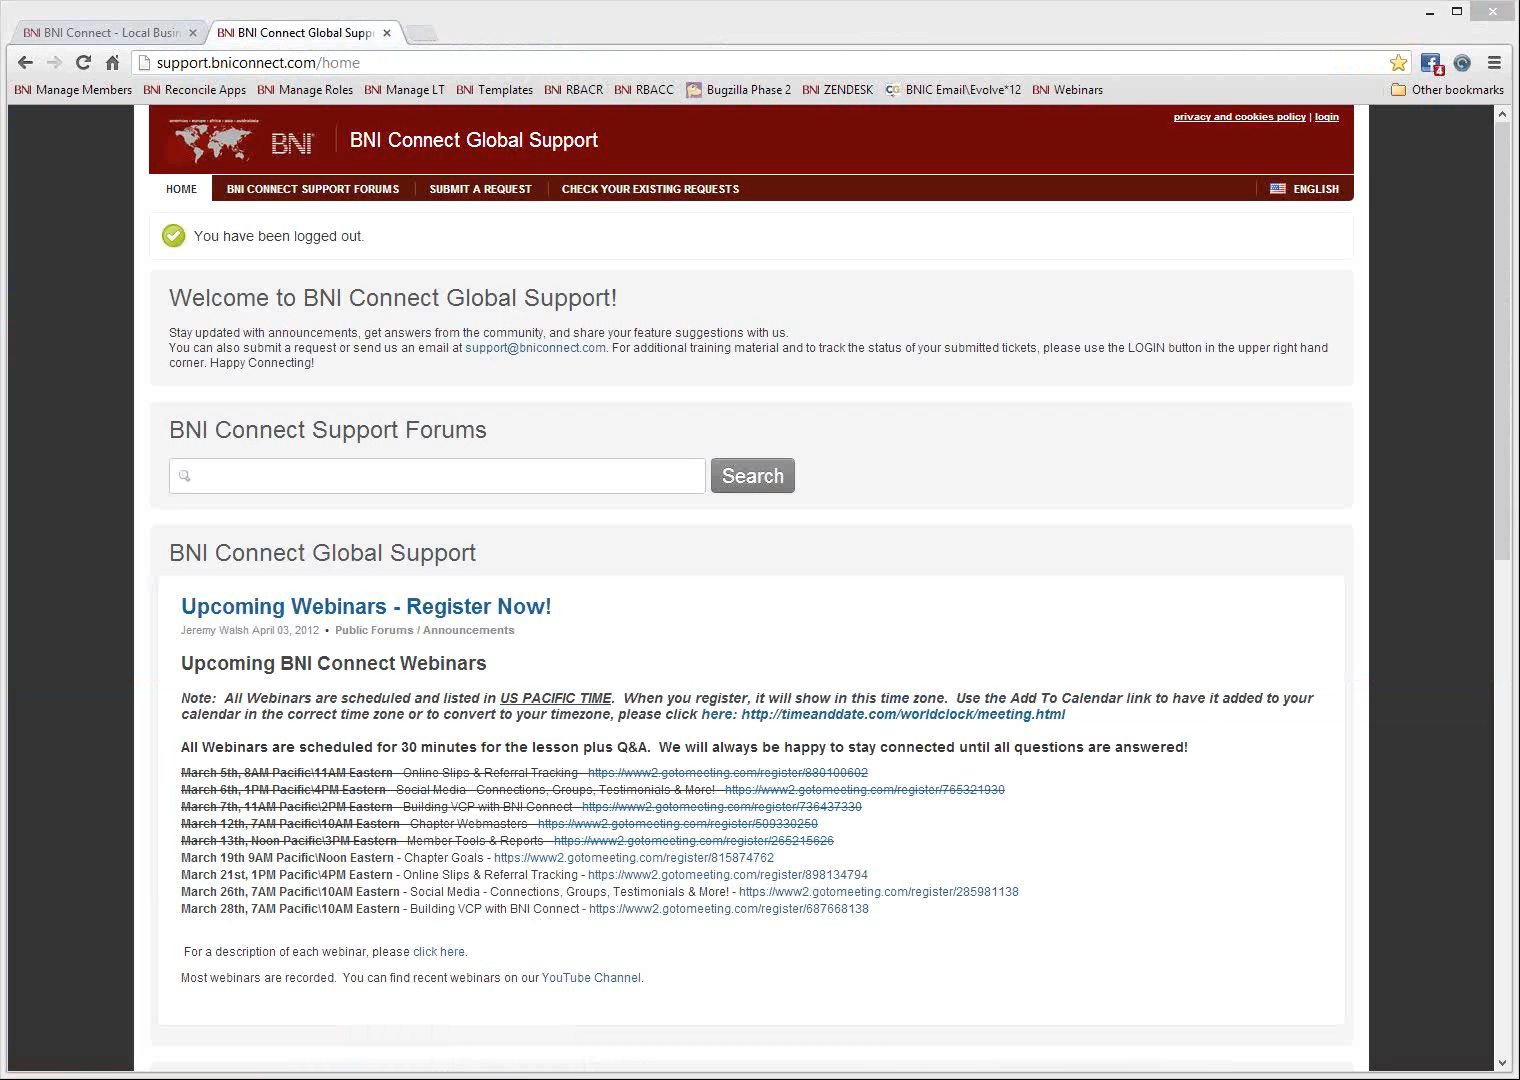 BNI BNI Connect - Local Busin
BNI BNI Connect Global Supp
support.bniconnect.com/home
4
BNI Manage Members BNI Reconcile Apps BNI Manage Roles BNI Manage LT BNI Templates BNI RBACR BNI RBACC Bugzilla Phase 2 BNI ZENDESK CG BNIC Email\Evolve*12 BNI Webinars Other bookmarks
privacy and cookies policy | login
americas • europe • africa • asia • australasia
BNI
BNI Connect Global Support
HOME BNI CONNECT SUPPORT FORUMS SUBMIT A REQUEST CHECK YOUR EXISTING REQUESTS ENGLISH
You have been logged out.
Welcome to BNI Connect Global Support!
Stay updated with announcements, get answers from the community, and share your feature suggestions with us.
You can also submit a request or send us an email at support@bniconnect.com. For additional training material and to track the status of your submitted tickets, please use the LOGIN button in the upper right hand
corner. Happy Connecting!
BNI Connect Support Forums
Search
BNI Connect Global Support
Upcoming Webinars - Register Now!
Jeremy Walsh April 03, 2012 • Public Forums / Announcements
Upcoming BNI Connect Webinars
Note: All Webinars are scheduled and listed in US PACIFIC TIME. When you register, it will show in this time zone. Use the Add To Calendar link to have it added to your
calendar in the correct time zone or to convert to your timezone, please click here: http://timeanddate.com/worldclock/meeting.html
All Webinars are scheduled for 30 minutes for the lesson plus Q&A. We will always be happy to stay connected until all questions are answered!
March 5th, 8AM Pacific\11AM Eastern - Online Slips & Referral Tracking - https://www2.gotomeeting.com/register/880100602
March 6th, 1PM Pacific\4PM Eastern - Social Media - Connections, Groups, Testimonials & More! - https://www2.gotomeeting.com/register/765321930
March 7th, 11AM Pacific\2PM Eastern - Building VCP with BNI Connect - https://www2.gotomeeting.com/register/736437330
March 12th, 7AM Pacific\10AM Eastern - Chapter Webmasters - https://www2.gotomeeting.com/register/509330250
March 13th, Noon Pacific\3PM Eastern - Member Tools & Reports - https://www2.gotomeeting.com/register/265215626
March 19th 9AM Pacific\Noon Eastern - Chapter Goals - https://www2.gotomeeting.com/register/815874762
March 21st, 1PM Pacific\4PM Eastern - Online Slips & Referral Tracking - https://www2.gotomeeting.com/register/898134794
March 26th, 7AM Pacific\10AM Eastern - Social Media - Connections, Groups, Testimonials & More! - https://www2.gotomeeting.com/register/285981138
March 28th, 7AM Pacific\10AM Eastern - Building VCP with BNI Connect - https://www2.gotomeeting.com/register/687668138
For a description of each webinar, please click here.
Most webinars are recorded. You can find recent webinars on our YouTube Channel.